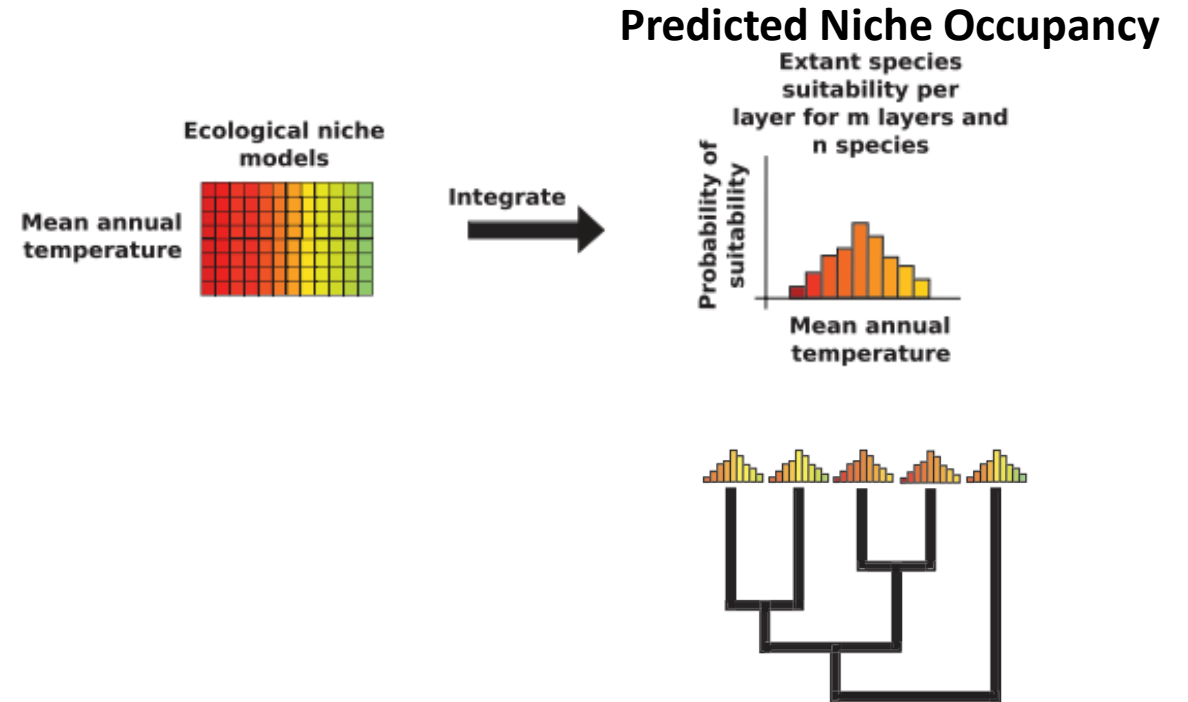 Predicted Niche Occupancy
Extant species
suitability per
layer for m layers and
n species
Ecological niche
models
Mean annual
temperature
Integrate
Probability of
suitability
Mean annual
temperature